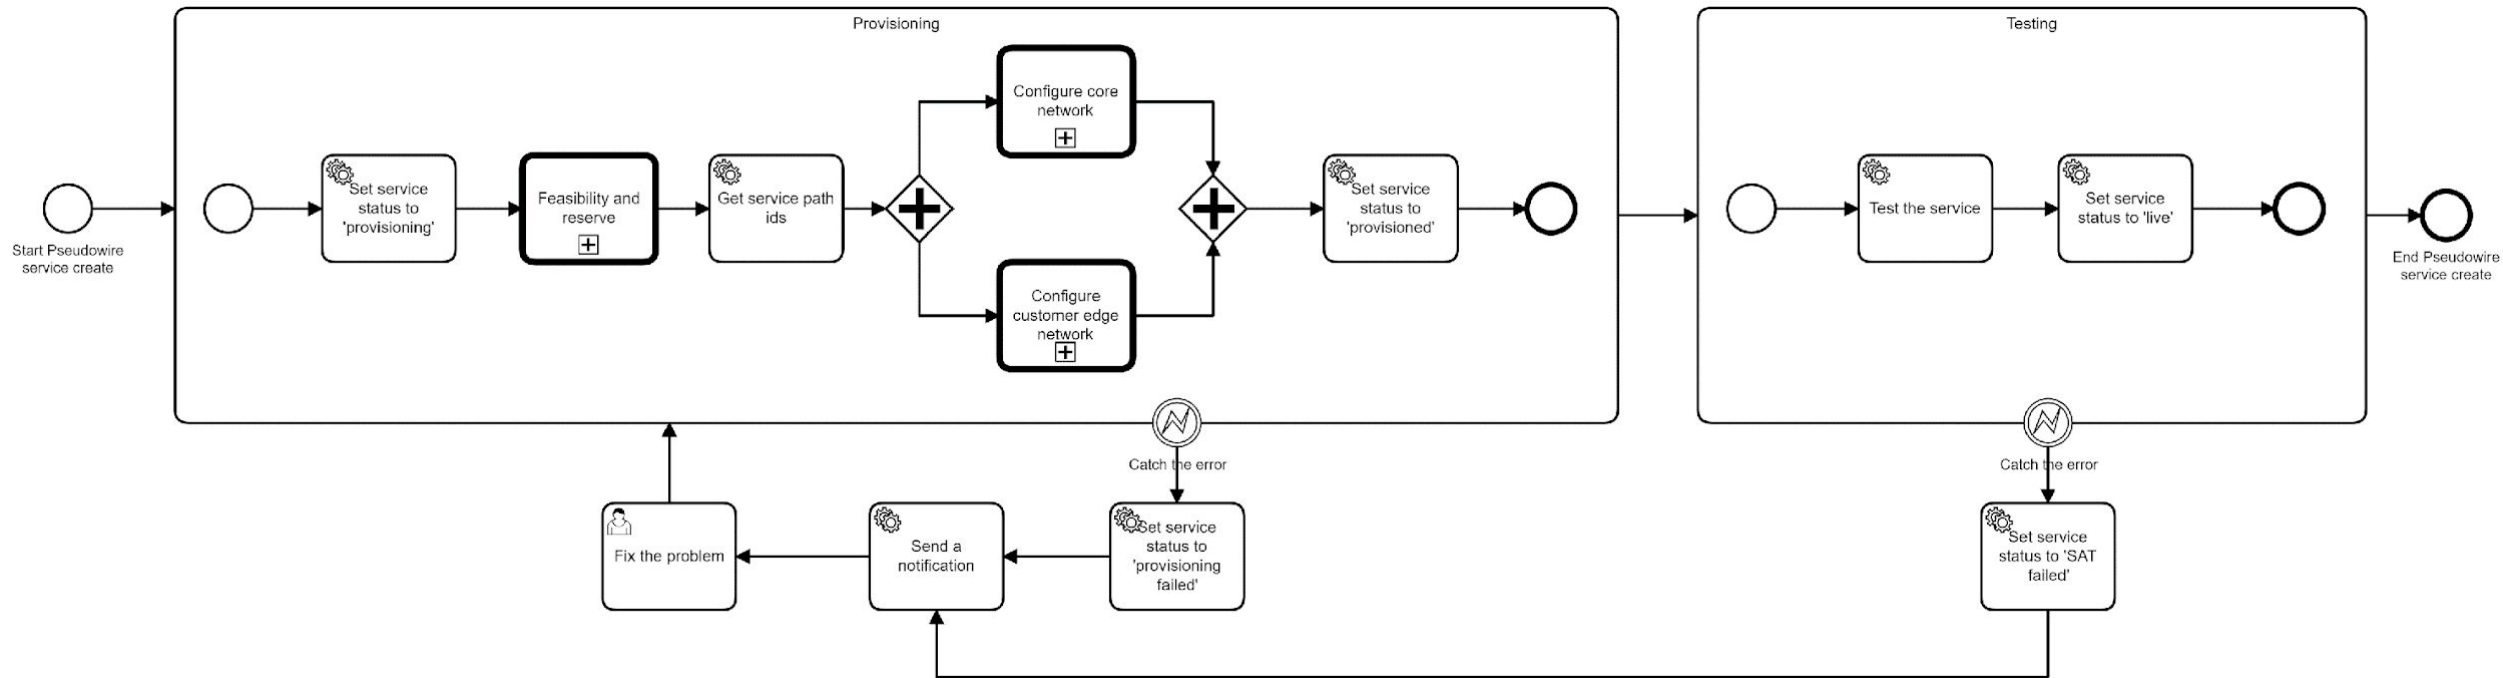 Provisioning
Testing
Configure core
network
Set service
status to
'provisioning'
Feasibility and
reserve
Get service path
ids
Set service
status to
'provisioned'
Test the service
Set service
status to 'live'
Start Pseudowire
service create
End Pseudowire
service create
Configure
customer edge
network
Catch the error
Catch the error
Fix the problem
Send a
notification
Set service
status to
'provisioning
failed'
Set service
status to 'SAT
failed'